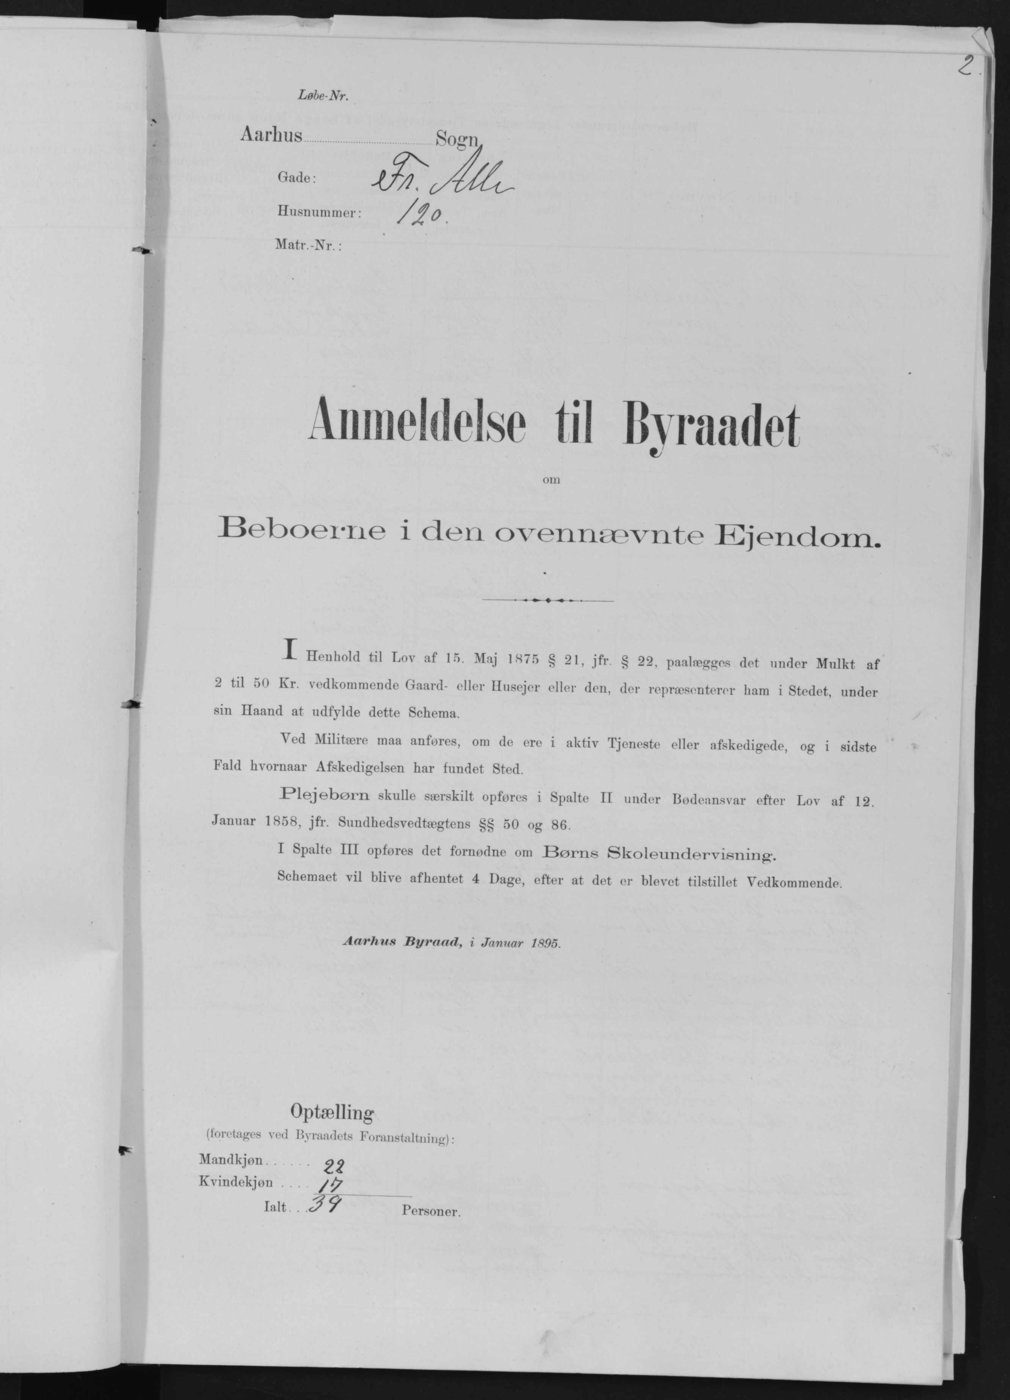 2.
Løbe-Nr.
Aarhus Sogn
Gade: Fr. Alle
Husnummer: 120.
Matr.-Nr.:
Anmeldelse til Byraadet
om
Beboerne i den ovennævnte Ejendom.
I Henhold til Lov af 15. Maj 1875 § 21, jfr. § 22, paalægges det under Mulkt af
2 til 50 Kr. vedkommende Gaard- eller Husejer eller den, der repræsenterer ham i Stedet, under
sin Haand at udfylde dette Schema.
Ved Militære maa anføres, om de ere i aktiv Tjeneste eller afskedigede, og i sidste
Fald hvornaar Afskedigelsen har fundet Sted.
Plejebørn skulle særskilt opføres i Spalte II under Bødeansvar efter Lov af 12.
Januar 1858, jfr. Sundhedsvedtægtens §§ 50 og 86.
I Spalte III opføres det fornødne om Børns Skoleundervisning.
Schemaet vil blive afhentet 4 Dage, efter at det er blevet tilstillet Vedkommende.
Aarhus Byraad, i Januar 1895.
Optælling
(foretages ved Byraadets Foranstaltning):
Mandkjøn...... 22
Kvindekjøn .... 17
Ialt... 39 Personer.